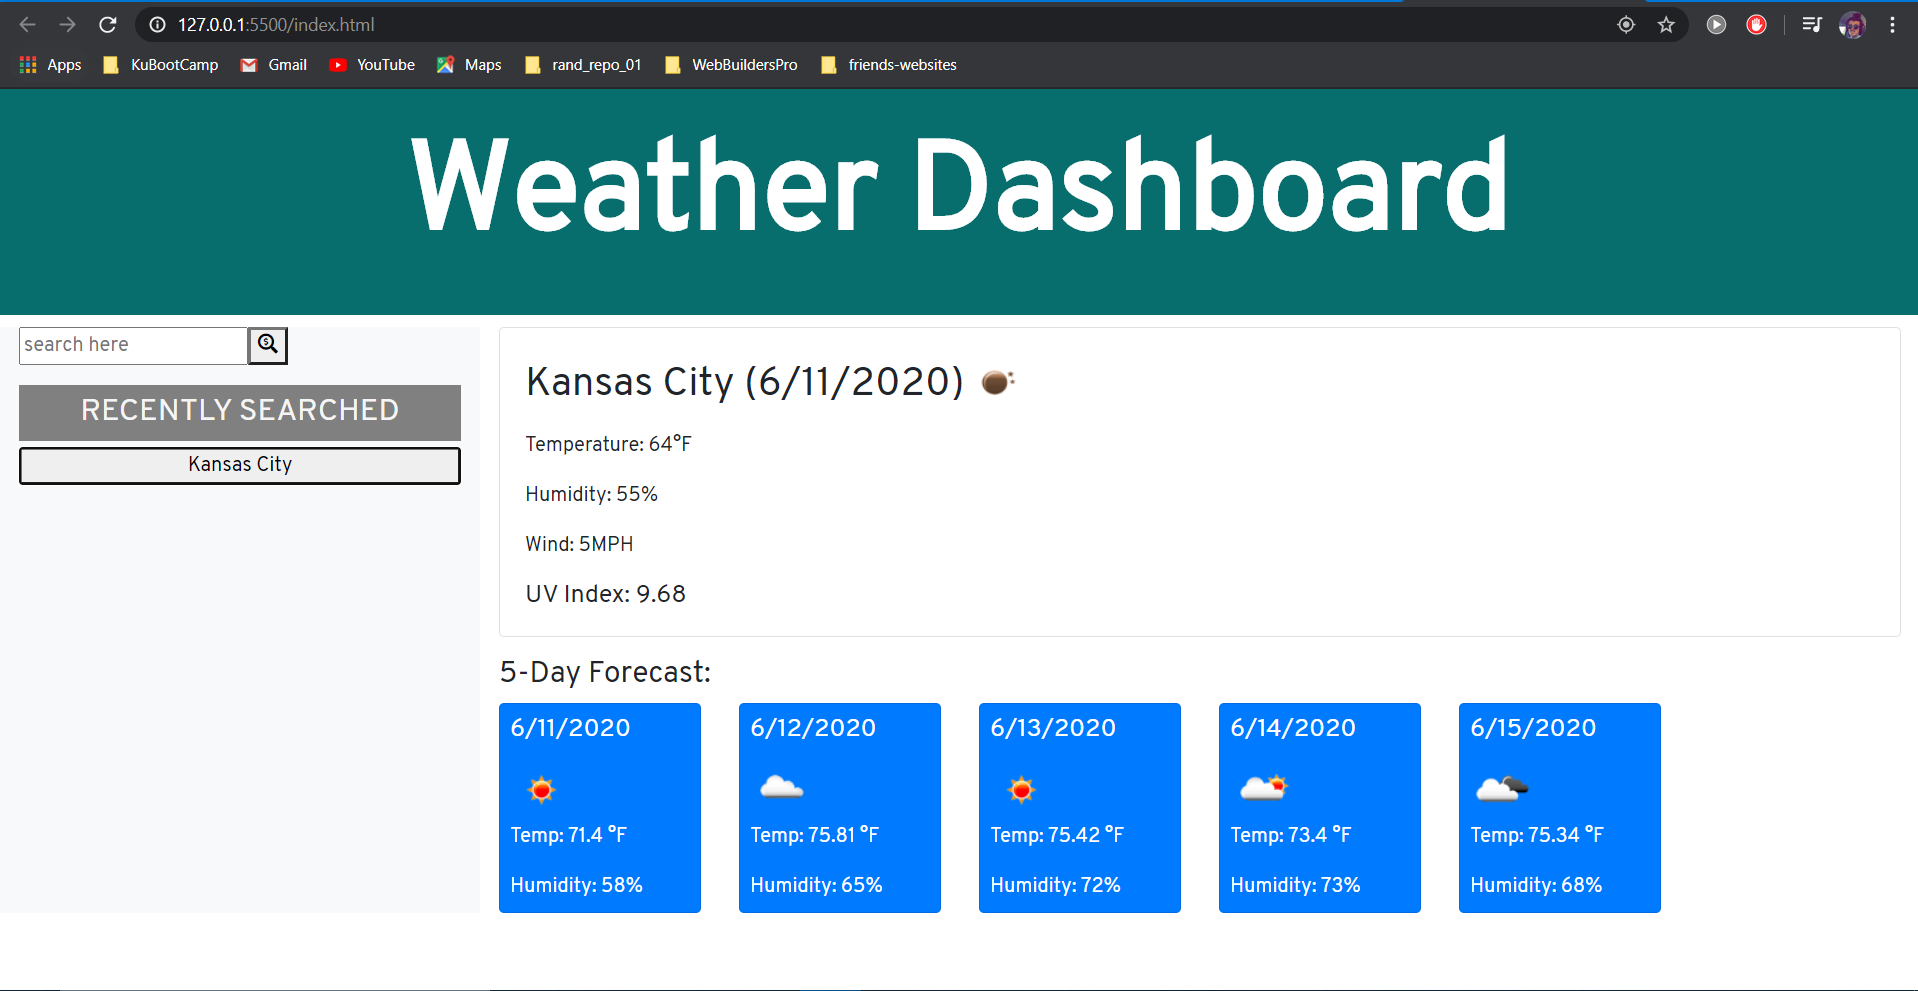 127.0.0.1:5500/index.html
Apps KuBootCamp Gmail YouTube Maps rand_repo_01 WebBuildersPro friends-websites
Weather Dashboard
search here
RECENTLY SEARCHED
Kansas City
Kansas City (6/11/2020)
Temperature: 64°F
Humidity: 55%
Wind: 5MPH
UV Index: 9.68
5-Day Forecast:
6/11/2020
Temp: 71.4 °F
Humidity: 58%
6/12/2020
Temp: 75.81 °F
Humidity: 65%
6/13/2020
Temp: 75.42 °F
Humidity: 72%
6/14/2020
Temp: 73.4 °F
Humidity: 73%
6/15/2020
Temp: 75.34 °F
Humidity: 68%